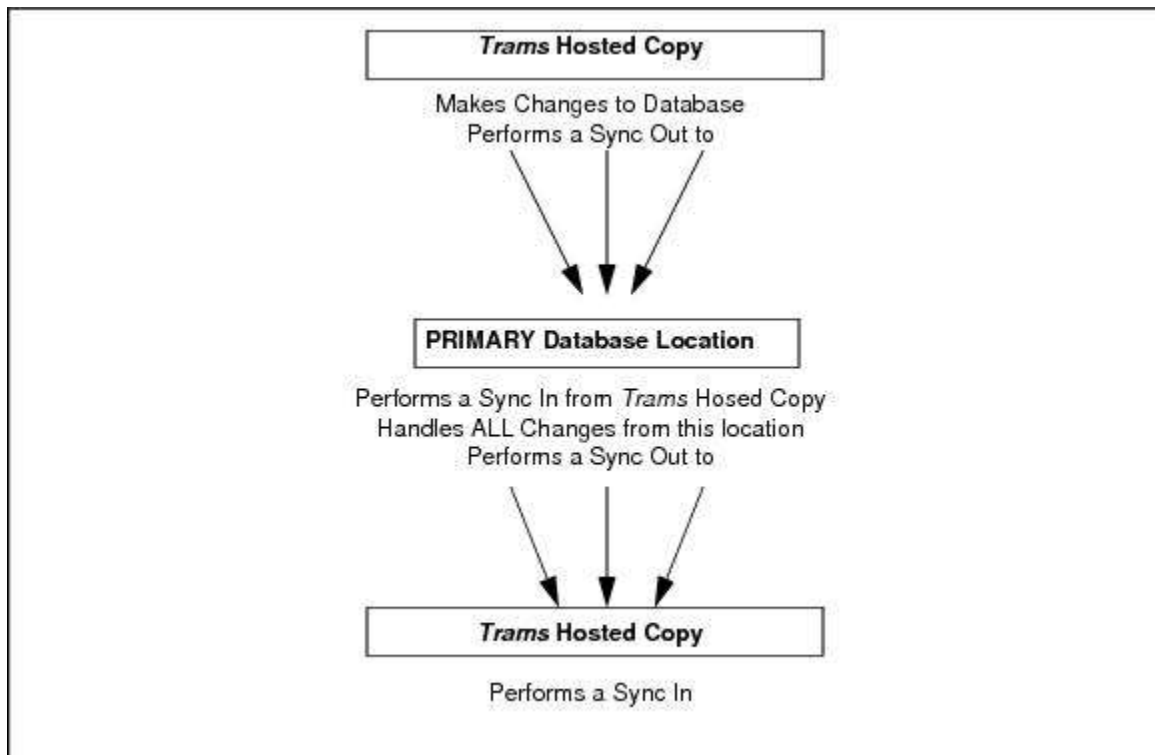 Trams Hosted Copy
Makes Changes to Database
Performs a Sync Out to
PRIMARY Database Location
Performs a Sync In from Trams Hosed Copy
Handles ALL Changes from this location
Performs a Sync Out to
Trams Hosted Copy
Performs a Sync In